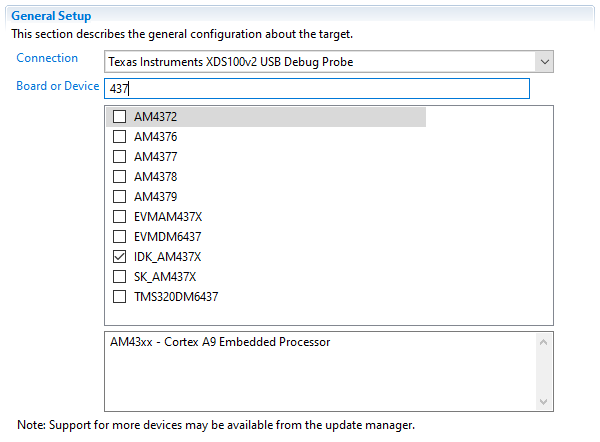 General Setup
This section describes the general configuration about the target.
Connection
Texas Instruments XDS100v2 USB Debug Probe
Board or Device
437
AM4372
AM4376
AM4377
AM4378
AM4379
EVMAM437X
EVMDM6437
IDK_AM437X
SK_AM437X
TMS320DM6437
AM43xx - Cortex A9 Embedded Processor
Note: Support for more devices may be available from the update manager.